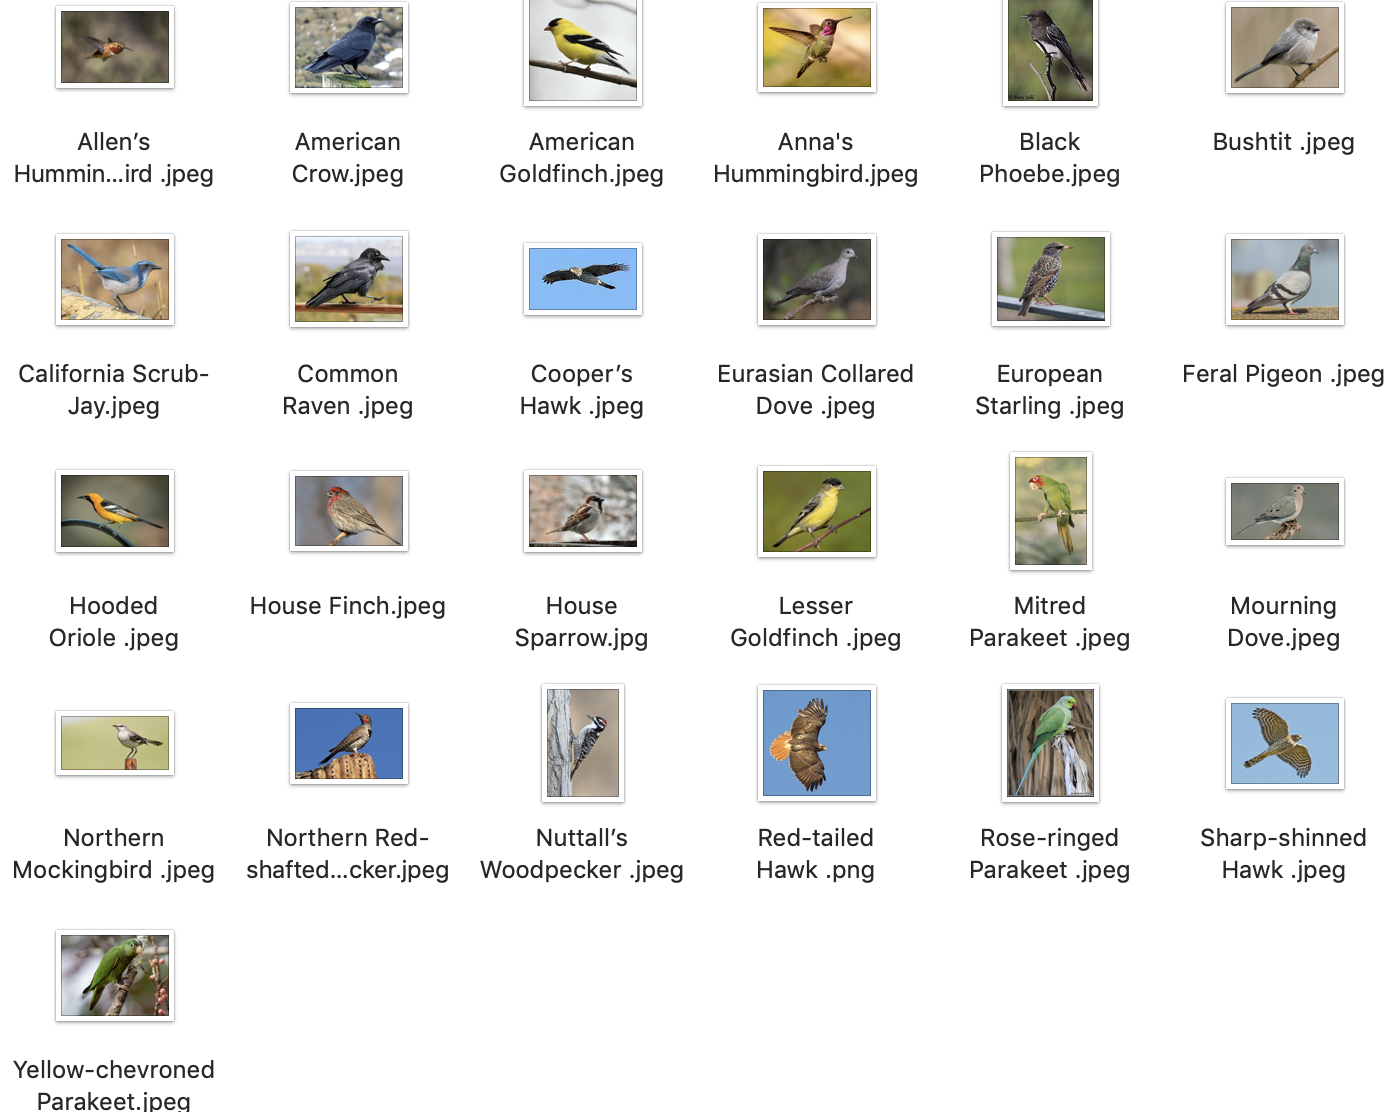 Allen’s
Hummin...ird .jpeg
American
Crow.jpeg
American
Goldfinch.jpeg
Anna's
Hummingbird.jpeg
Black
Phoebe.jpeg
Bushtit .jpeg
California Scrub-
Jay.jpeg
Common
Raven .jpeg
Cooper’s
Hawk .jpeg
Eurasian Collared
Dove .jpeg
European
Starling .jpeg
Feral Pigeon .jpeg
Hooded
Oriole .jpeg
House Finch.jpeg
House
Sparrow.jpg
Lesser
Goldfinch .jpeg
Mitred
Parakeet .jpeg
Mourning
Dove.jpeg
Northern
Mockingbird .jpeg
Northern Red-
shafted...cker.jpeg
Nuttall’s
Woodpecker .jpeg
Red-tailed
Hawk .png
Rose-ringed
Parakeet .jpeg
Sharp-shinned
Hawk .jpeg
Yellow-chevroned
Parakeet.jpeg